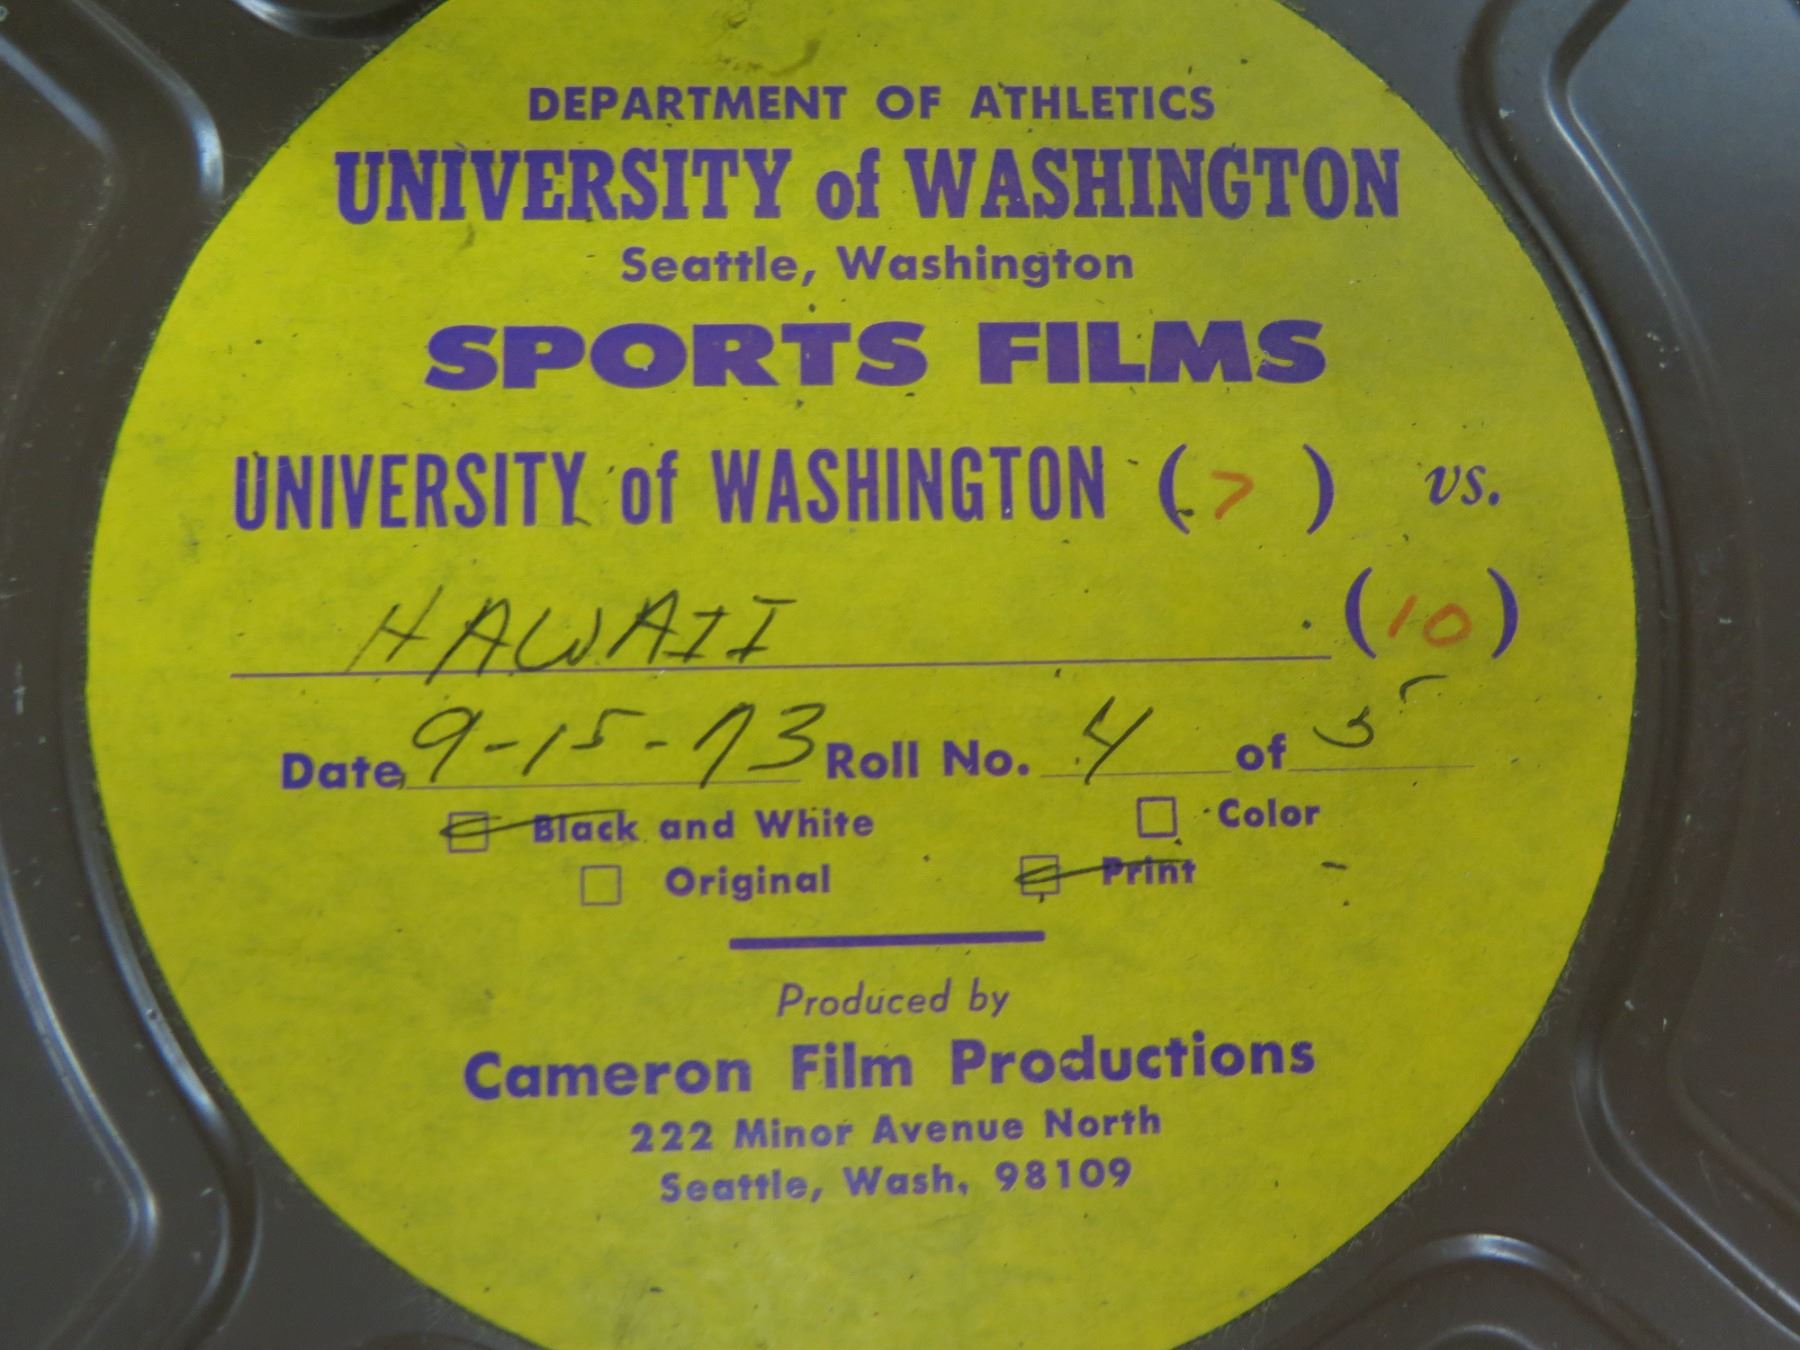 DEPARTMENT OF ATHLETICS
UNIVERSITY of WASHINGTON
Seattle, Washington
SPORTS FILMS
UNIVERSITY of WASHINGTON (7) vs.
HAWAII (10)
Date 9-15-73 Roll No. 4 of 5
Black and White Color
Original Print
Produced by
Cameron Film Productions
222 Minor Avenue North
Seattle, Wash. 98109